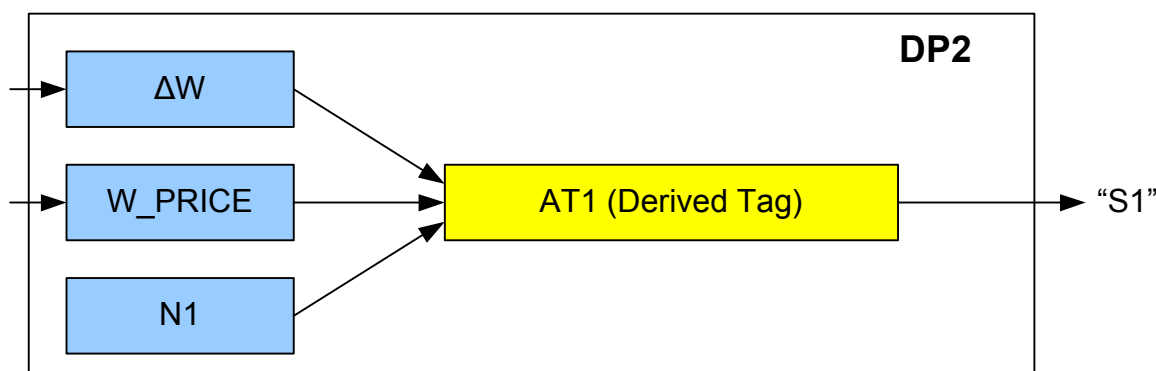 DP2
ΔW
W_PRICE
AT1 (Derived Tag)
“S1”
N1